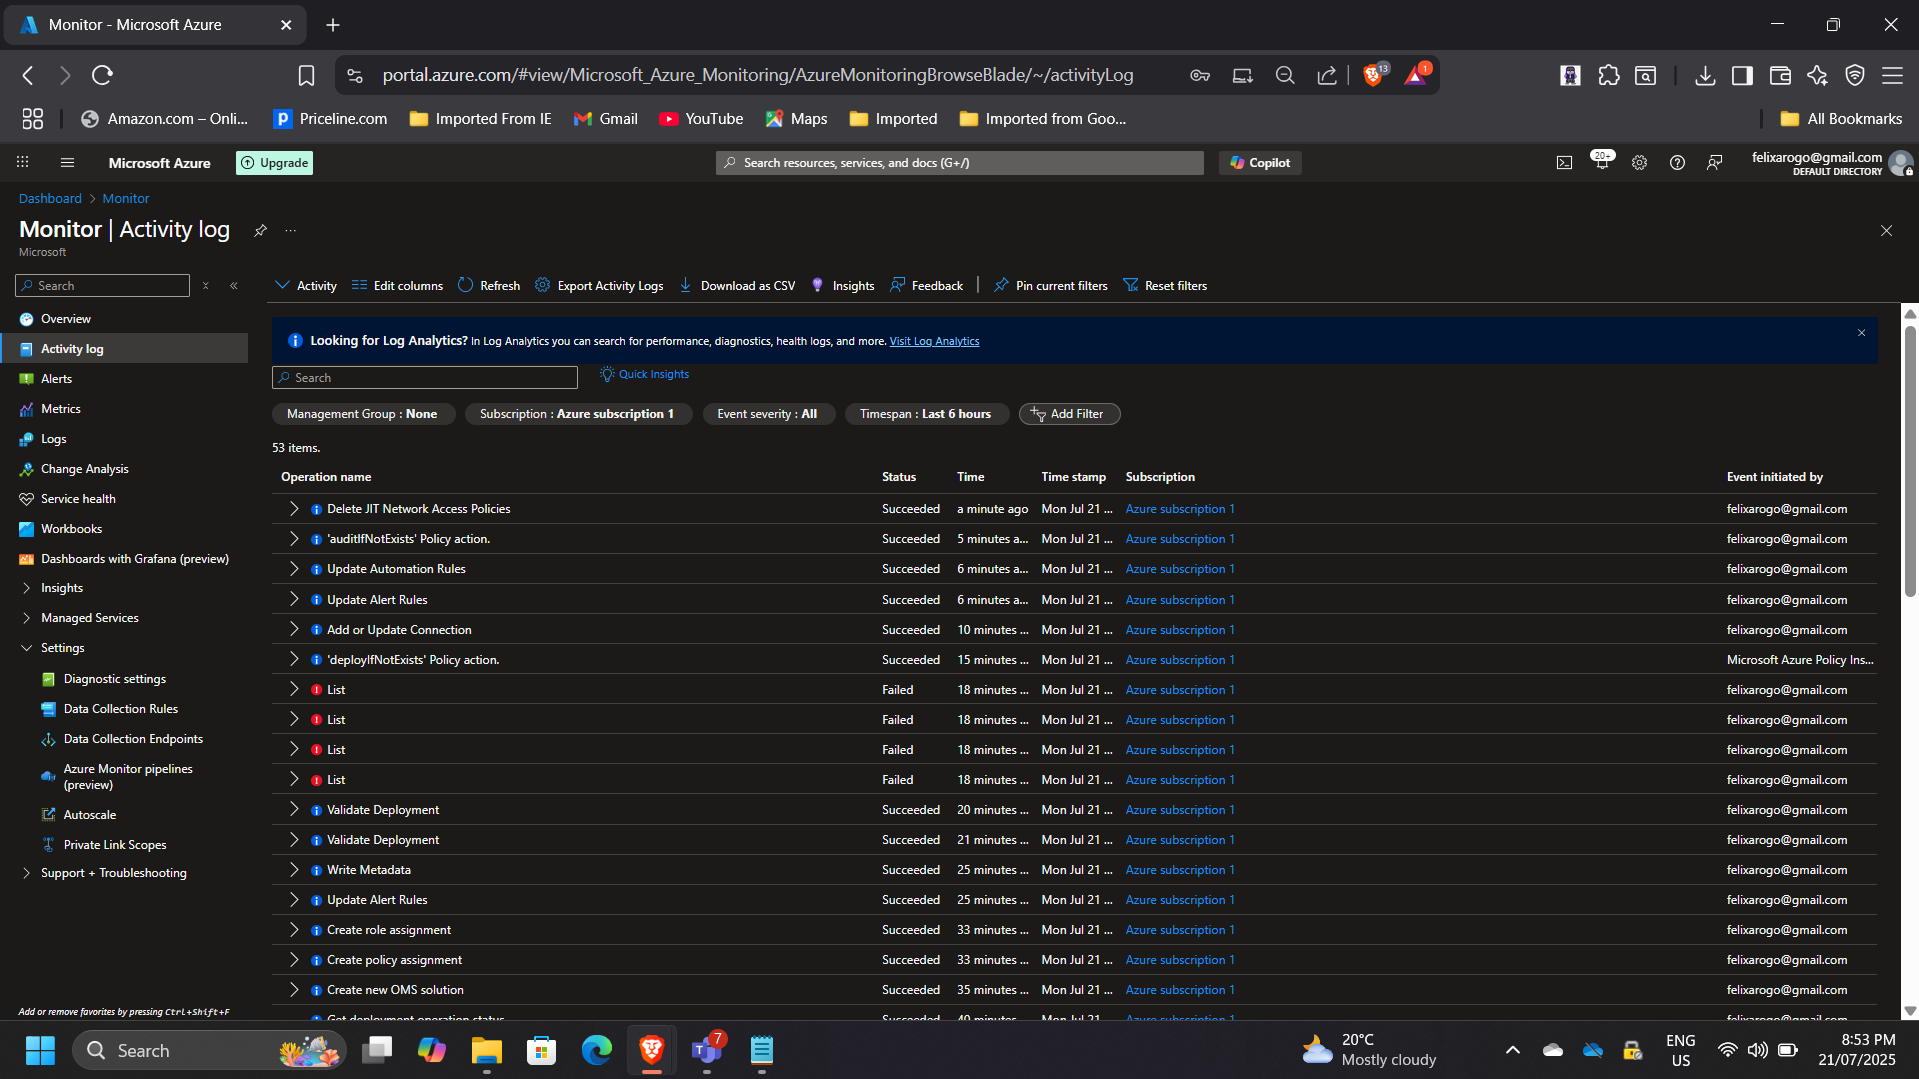 Monitor - Microsoft Azure
portal.azure.com/#view/Microsoft_Azure_Monitoring/AzureMonitoringBrowseBlade/~/activityLog
13
1
Amazon.com – Onli...
Priceline.com
Imported From IE
Gmail
YouTube
Maps
Imported
Imported from Goo...
All Bookmarks
Microsoft Azure
Upgrade
Search resources, services, and docs (G+/)
Copilot
20+
felixarogo@gmail.com
DEFAULT DIRECTORY
Dashboard > Monitor
Monitor | Activity log
Microsoft
Search
Activity
Edit columns
Refresh
Export Activity Logs
Download as CSV
Insights
Feedback
Pin current filters
Reset filters
Overview
Activity log
Alerts
Metrics
Logs
Change Analysis
Service health
Workbooks
Dashboards with Grafana (preview)
Insights
Managed Services
Settings
Diagnostic settings
Data Collection Rules
Data Collection Endpoints
Azure Monitor pipelines
(preview)
Autoscale
Private Link Scopes
Support + Troubleshooting
Add or remove favorites by pressing Ctrl+Shift+F
Looking for Log Analytics? In Log Analytics you can search for performance, diagnostics, health logs, and more. Visit Log Analytics
Search
Quick Insights
Management Group : None
Subscription : Azure subscription 1
Event severity : All
Timespan : Last 6 hours
Add Filter
53 items.
Operation name Status Time Time stamp Subscription Event initiated by
Delete JIT Network Access Policies Succeeded a minute ago Mon Jul 21 ... Azure subscription 1 felixarogo@gmail.com
'auditIfNotExists' Policy action. Succeeded 5 minutes a... Mon Jul 21 ... Azure subscription 1 felixarogo@gmail.com
Update Automation Rules Succeeded 6 minutes a... Mon Jul 21 ... Azure subscription 1 felixarogo@gmail.com
Update Alert Rules Succeeded 6 minutes a... Mon Jul 21 ... Azure subscription 1 felixarogo@gmail.com
Add or Update Connection Succeeded 10 minutes ... Mon Jul 21 ... Azure subscription 1 felixarogo@gmail.com
'deployIfNotExists' Policy action. Succeeded 15 minutes ... Mon Jul 21 ... Azure subscription 1 Microsoft Azure Policy Ins...
List Failed 18 minutes ... Mon Jul 21 ... Azure subscription 1 felixarogo@gmail.com
List Failed 18 minutes ... Mon Jul 21 ... Azure subscription 1 felixarogo@gmail.com
List Failed 18 minutes ... Mon Jul 21 ... Azure subscription 1 felixarogo@gmail.com
List Failed 18 minutes ... Mon Jul 21 ... Azure subscription 1 felixarogo@gmail.com
Validate Deployment Succeeded 20 minutes ... Mon Jul 21 ... Azure subscription 1 felixarogo@gmail.com
Validate Deployment Succeeded 21 minutes ... Mon Jul 21 ... Azure subscription 1 felixarogo@gmail.com
Write Metadata Succeeded 25 minutes ... Mon Jul 21 ... Azure subscription 1 felixarogo@gmail.com
Update Alert Rules Succeeded 25 minutes ... Mon Jul 21 ... Azure subscription 1 felixarogo@gmail.com
Create role assignment Succeeded 33 minutes ... Mon Jul 21 ... Azure subscription 1 felixarogo@gmail.com
Create policy assignment Succeeded 33 minutes ... Mon Jul 21 ... Azure subscription 1 felixarogo@gmail.com
Create new OMS solution Succeeded 35 minutes ... Mon Jul 21 ... Azure subscription 1 felixarogo@gmail.com
Get deployment operation status Succeeded 40 minutes Mon Jul 21 Azure subscription 1 felixarogo@gmail.com
Search
7
20°C
Mostly cloudy
ENG
US
8:53 PM
21/07/2025